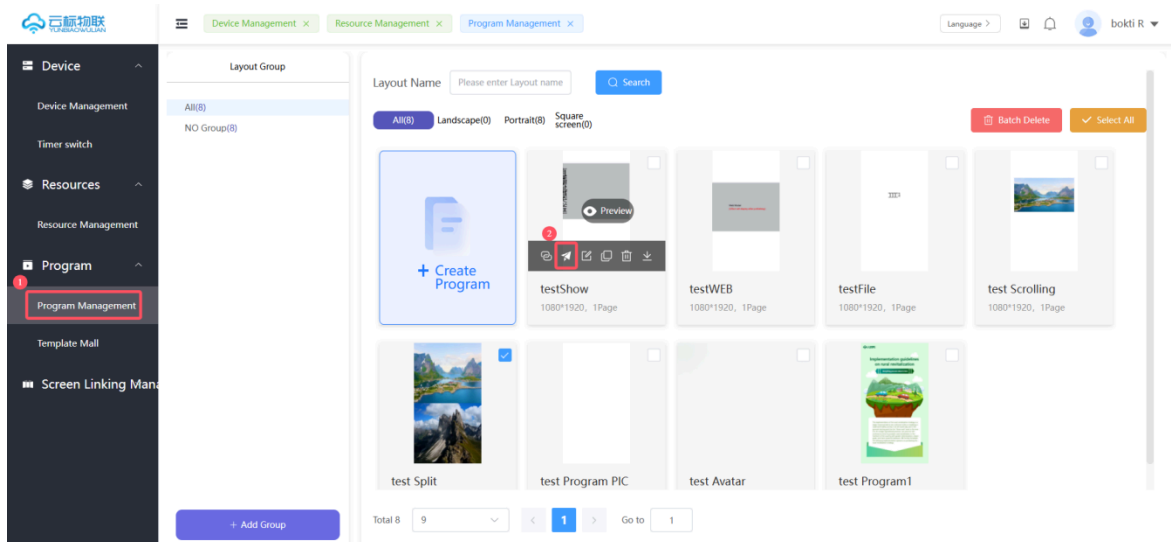 云标物联
YUNBIAOWULIAN
Device Management ×
Resource Management ×
Program Management ×
Language >
bokti R
Device
Device Management
Timer switch
Resources
Resource Management
Program
1
Program Management
Template Mall
Screen Linking Mana
Layout Group
All(8)
NO Group(8)
+ Add Group
Layout Name
Please enter Layout name
Search
All(8)
Landscape(0)
Portrait(8)
Square
screen(0)
Batch Delete
Select All
+ Create
Program
Preview
2
testShow
1080*1920, 1Page
testWEB
1080*1920, 1Page
testFile
1080*1920, 1Page
test Scrolling
1080*1920, 1Page
test Split
test Program PIC
test Avatar
Implementation guidelines
on rural revitalization
test Program1
Total 8
9
<
1
>
Go to
1